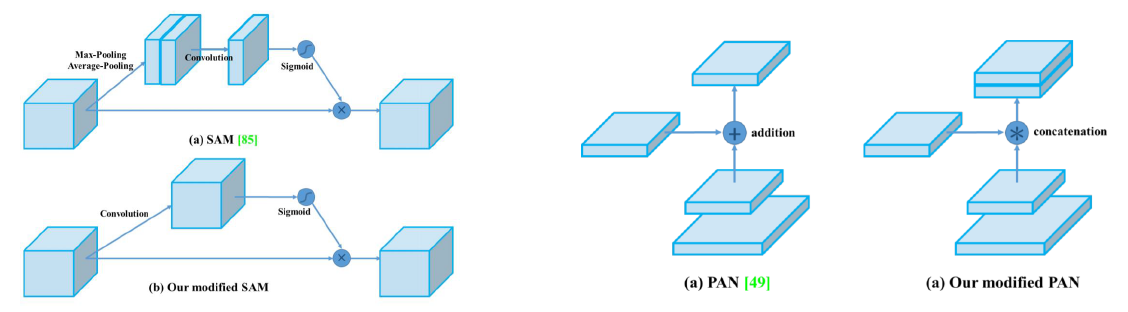 Max-Pooling
Average-Pooling
Convolution
Sigmoid
(a) SAM [85]
Convolution
Sigmoid
(b) Our modified SAM
addition
(a) PAN [49]
concatenation
(a) Our modified PAN